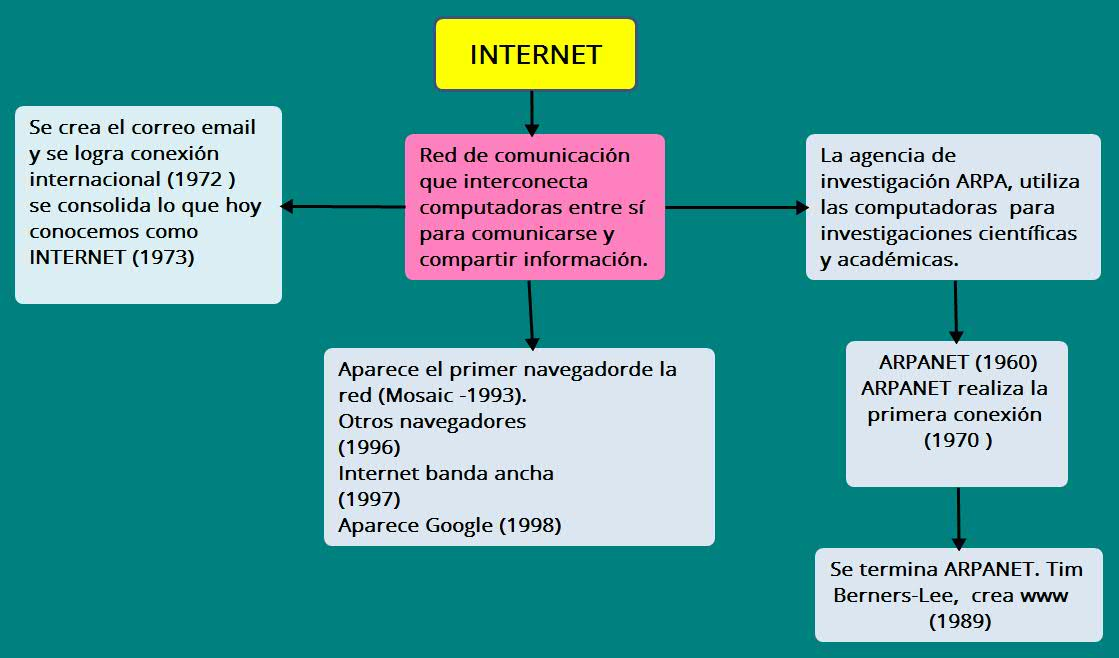 INTERNET
Se crea el correo email
y se logra conexión
internacional (1972 )
se consolida lo que hoy
conocemos como
INTERNET (1973)
Red de comunicación
que interconecta
computadoras entre sí
para comunicarse y
compartir información.
La agencia de
investigación ARPA, utiliza
las computadoras  para
investigaciones científicas
y académicas.
Aparece el primer navegadorde la
red (Mosaic -1993).
Otros navegadores
(1996)
Internet banda ancha
(1997)
Aparece Google (1998)
ARPANET (1960)
ARPANET realiza la
primera conexión
(1970 )
Se termina ARPANET. Tim
Berners-Lee,  crea www
(1989)